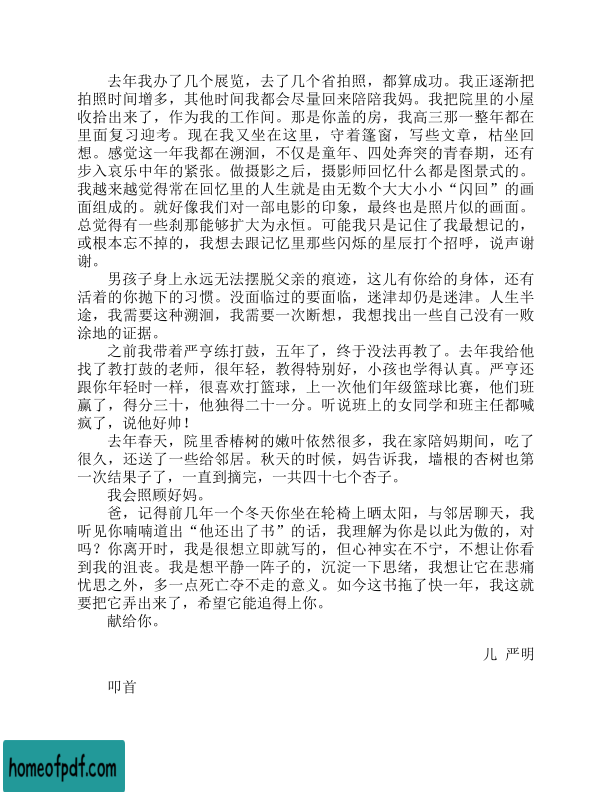 去年我办了几个展览，去了几个省拍照，都算成功。我正逐渐把
拍照时间增多，其他时间我都会尽量回来陪陪我妈。我把院里的小屋
收拾出来了，作为我的工作间。那是你盖的房，我高三那一整年都在
里面复习迎考。现在我又坐在这里，守着篷窗，写些文章，枯坐回
想。感觉这一年我都在溯洄，不仅是童年、四处奔突的青春期，还有
步入哀乐中年的紧张。做摄影之后，摄影师回忆什么都是图景式的。
我越来越觉得常在回忆里的人生就是由无数个大大小小“闪回”的画
面组成的。就好像我们对一部电影的印象，最终也是照片似的画面。
总觉得有一些刹那能够扩大为永恒。可能我只是记住了我最想记的，
或根本忘不掉的，我想去跟记忆里那些闪烁的星辰打个招呼，说声谢
谢。
男孩子身上永远无法摆脱父亲的痕迹，这儿有你给的身体，还有
活着的你抛下的习惯。没面临过的要面临，迷津却仍是迷津。人生半
途，我需要这种溯洄，我需要一次断想，我想找出一些自己没有一败
涂地的证据。
之前我带着严亨练打鼓，五年了，终于没法再教了。去年我给他
找了教打鼓的老师，很年轻，教得特别好，小孩也学得认真。严亨还
跟你年轻时一样，很喜欢打篮球，上一次他们年级篮球比赛，他们班
赢了，得分三十，他独得二十一分。听说班上的女同学和班主任都喊
疯了，说他好帅！
去年春天，院里香椿树的嫩叶依然很多，我在家陪妈期间，吃了
很久，还送了一些给邻居。秋天的时候，妈告诉我，墙根的杏树也第
一次结果子了，一直到摘完，一共四十七个杏子。
我会照顾好妈。
爸，记得前几年一个冬天你坐在轮椅上晒太阳，与邻居聊天，我
听见你喃喃道出“他还出了书”的话，我理解为你是以此为傲的，对
吗？你离开时，我是很想立即就写的，但心神实在不宁，不想让你看
到我的沮丧。我是想平静一阵子的，沉淀一下思绪，我想让它在悲痛
忧思之外，多一点死亡夺不走的意义。如今这书拖了快一年，我这就
要把它弄出来了，希望它能追得上你。
献给你。
儿 严明
叩首
homeofpdf.com